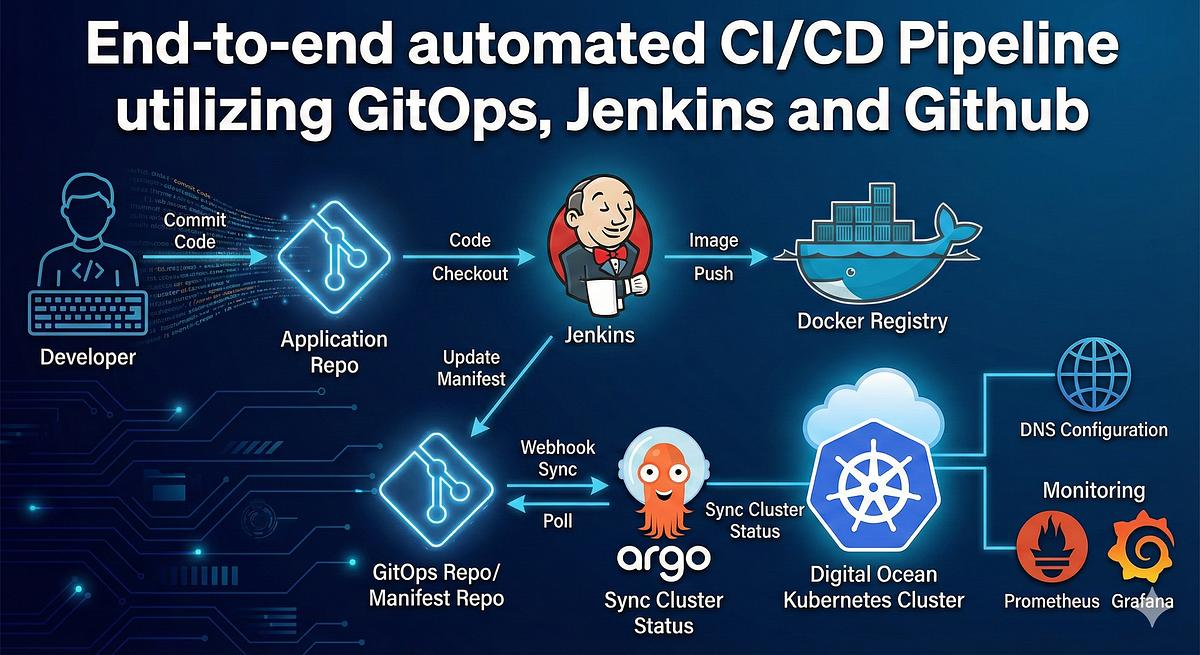 End-to-end automated CI/CD Pipeline
utilizing GitOps, Jenkins and Github
Commit
Code
Code
Checkout
Image
Push
</>
Developer
Application
Repo
Jenkins
Docker Registry
Update
Manifest
DNS Configuration
Webhook
Sync
Poll
Sync Cluster
Status
Monitoring
argo
GitOps Repo/
Manifest Repo
Sync Cluster
Status
Digital Ocean
Kubernetes Cluster
Prometheus
Grafana